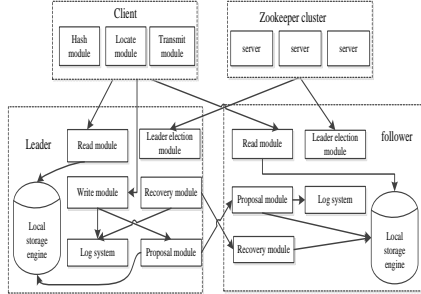 Client
Zookeeper cluster
Hash
module
Locate
module
Transmit
module
server
server
server
Leader
Read module
Leader election
module
Write module
Recovery module
Local
storage
engine
Log system
Proposal module
follower
Read module
Leader election
module
Proposal module
Log system
Recovery module
Local
storage
engine